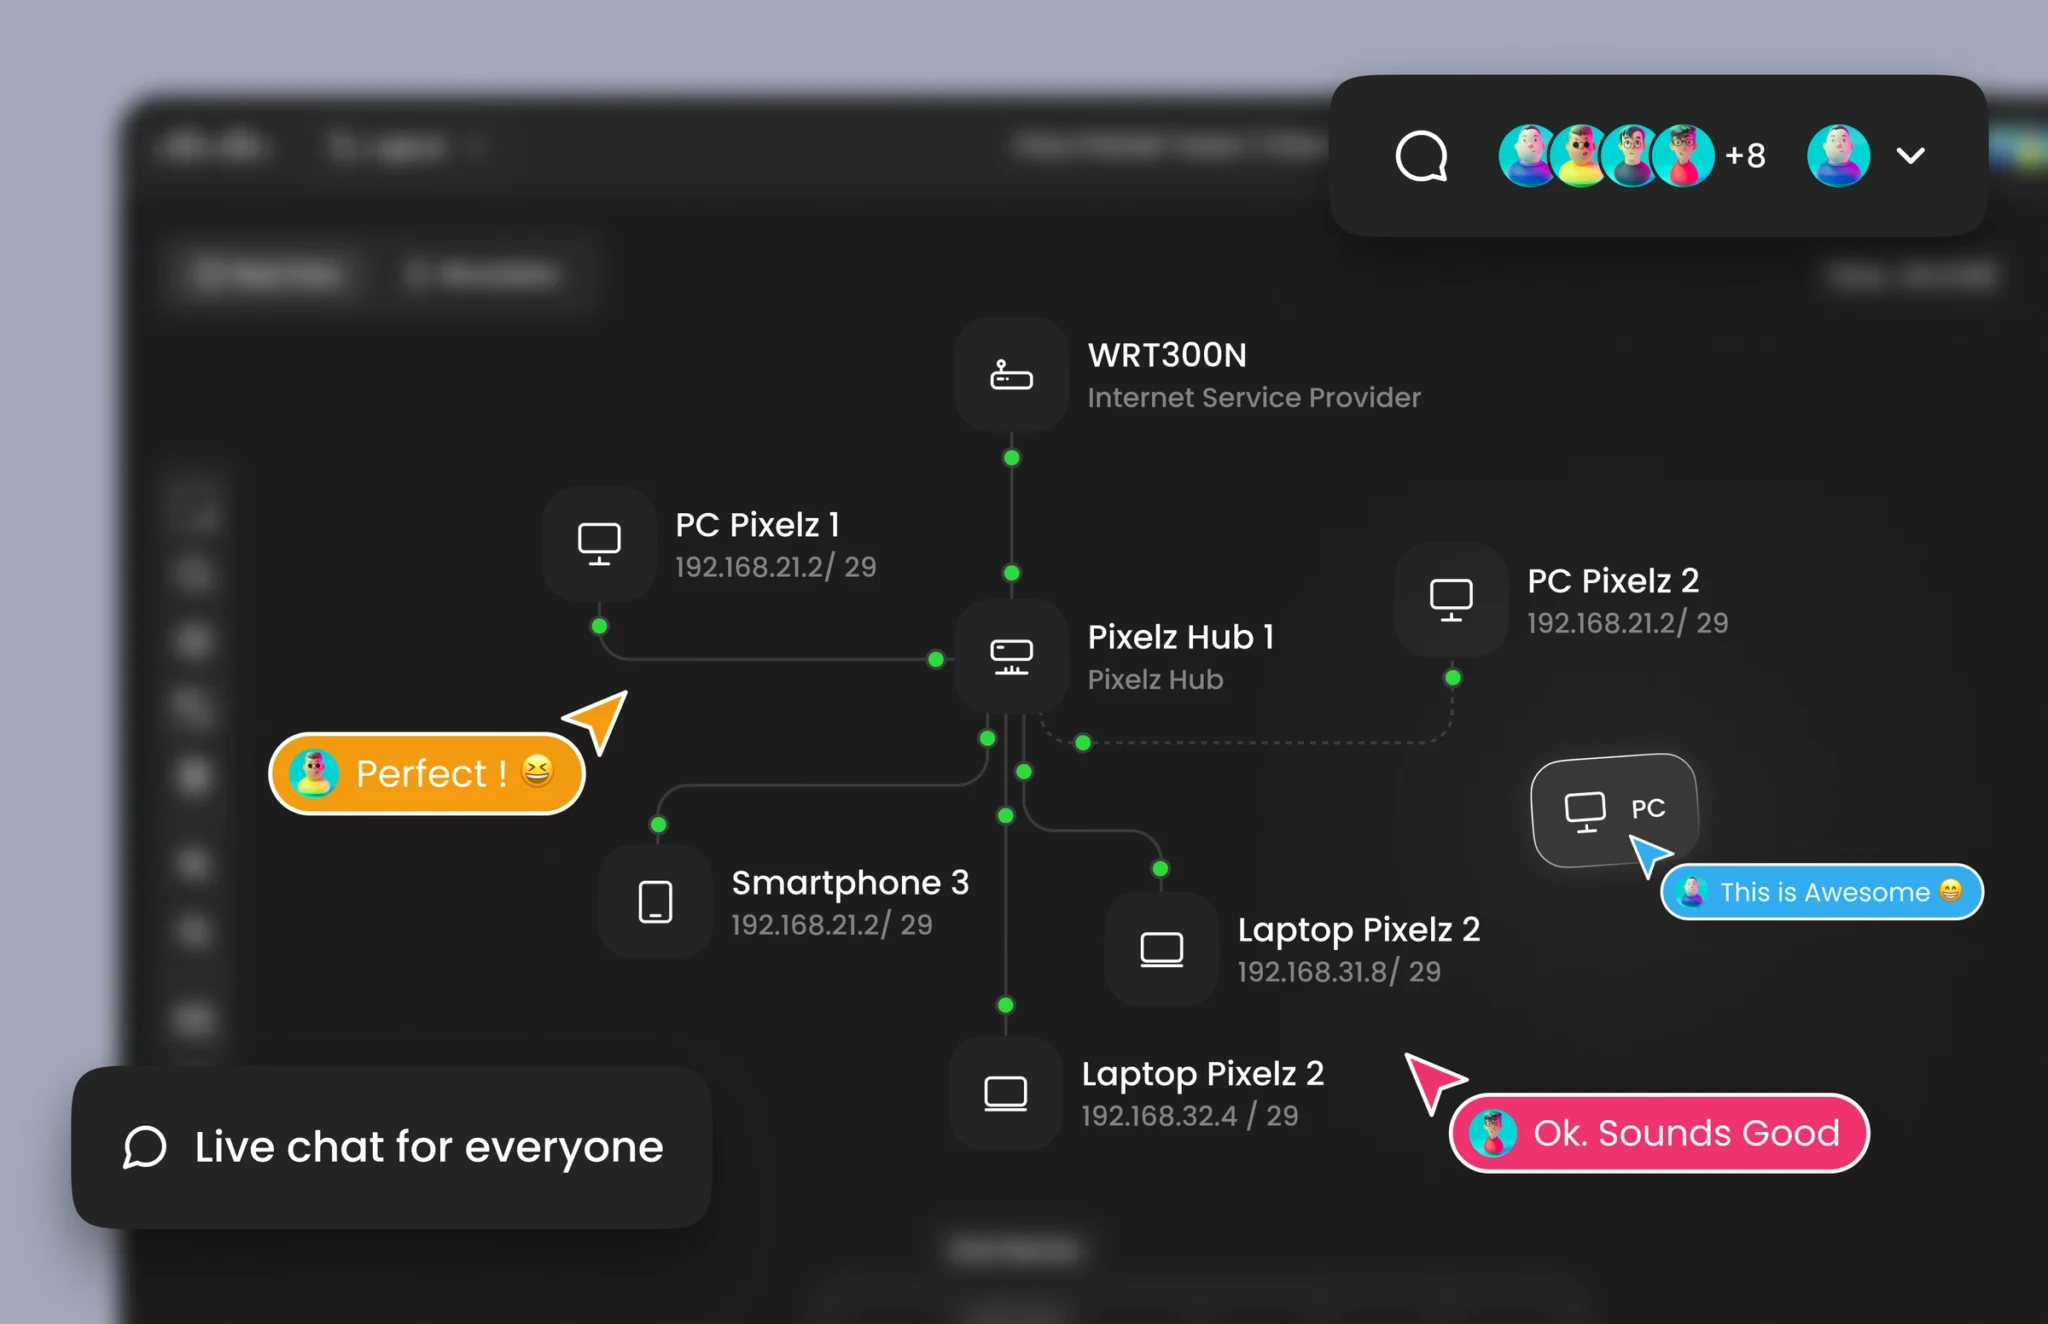 +8
WRT300N
Internet Service Provider
PC Pixelz 1
192.168.21.2/ 29
PC Pixelz 2
192.168.21.2/ 29
Pixelz Hub 1
Pixelz Hub
Perfect ! 😆
PC
This is Awesome 😁
Smartphone 3
192.168.21.2/ 29
Laptop Pixelz 2
192.168.31.8/ 29
Laptop Pixelz 2
192.168.32.4 / 29
Ok. Sounds Good
Live chat for everyone